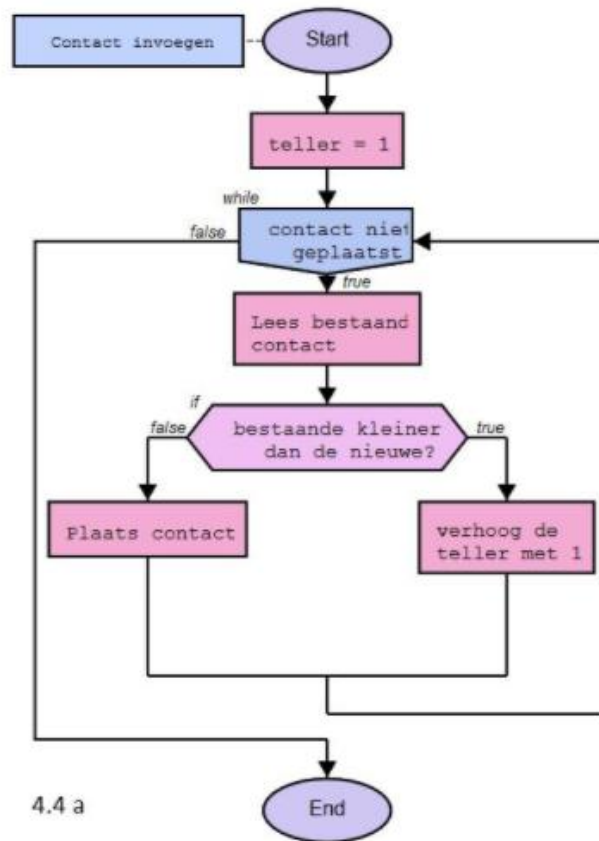 Contact invoegen
Start
teller = 1
while
contact niet
geplaatst
false
true
Lees bestaand
contact
if
bestaande kleiner
dan de nieuwe?
false
true
Plaats contact
verhoog de
teller met 1
4.4 a
End